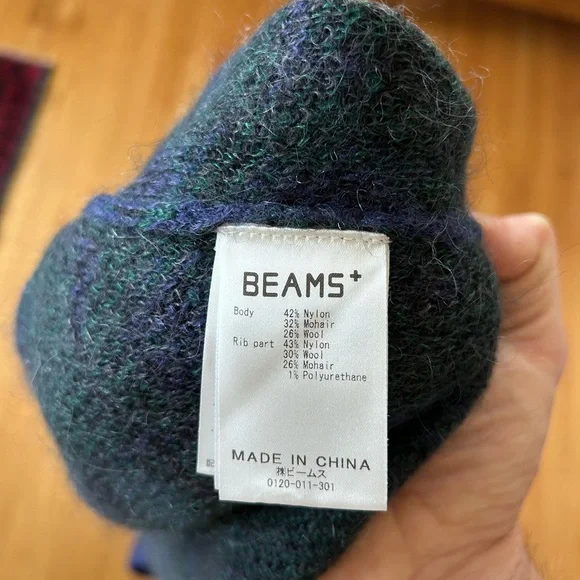 BEAMS+
Body 42% Nylon
32% Mohair
26% Wool
Rib part 43% Nylon
30% Wool
26% Mohair
1% Polyurethane
MADE IN CHINA
㈱ビームス
0120-011-301